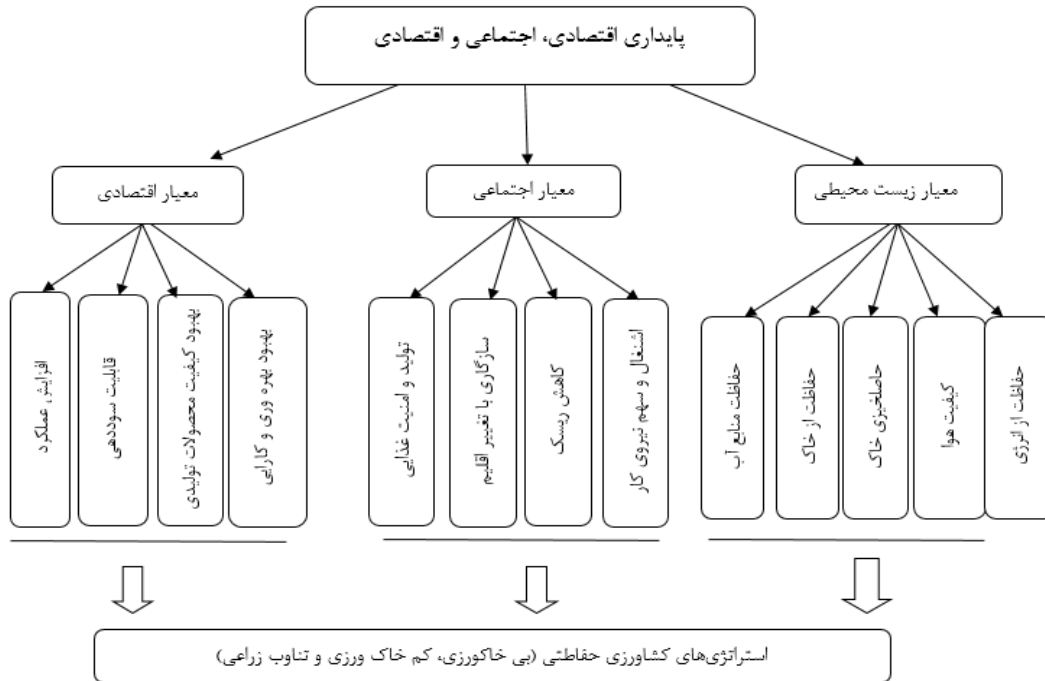 پایداری اقتصادی، اجتماعی و اقتصادی
معیار زیست محیطی
معیار اجتماعی
معیار اقتصادی
حفاظت از انرژی
کیفیت هوا
حاصلخیزی خاک
حفاظت از خاک
حفاظت منابع آب
اشتغال و سهم نیروی کار
کاهش ریسک
سازگاری با تغییر اقلیم
تولید و امنیت غذایی
بهبود بهره وری و کارایی
بهبود کیفیت محصولات تولیدی
قابلیت سوددهی
افزایش عملکرد
استراتژی‌های کشاورزی حفاطتی (بی خاکورزی، کم خاک ورزی و تناوب زراعی)